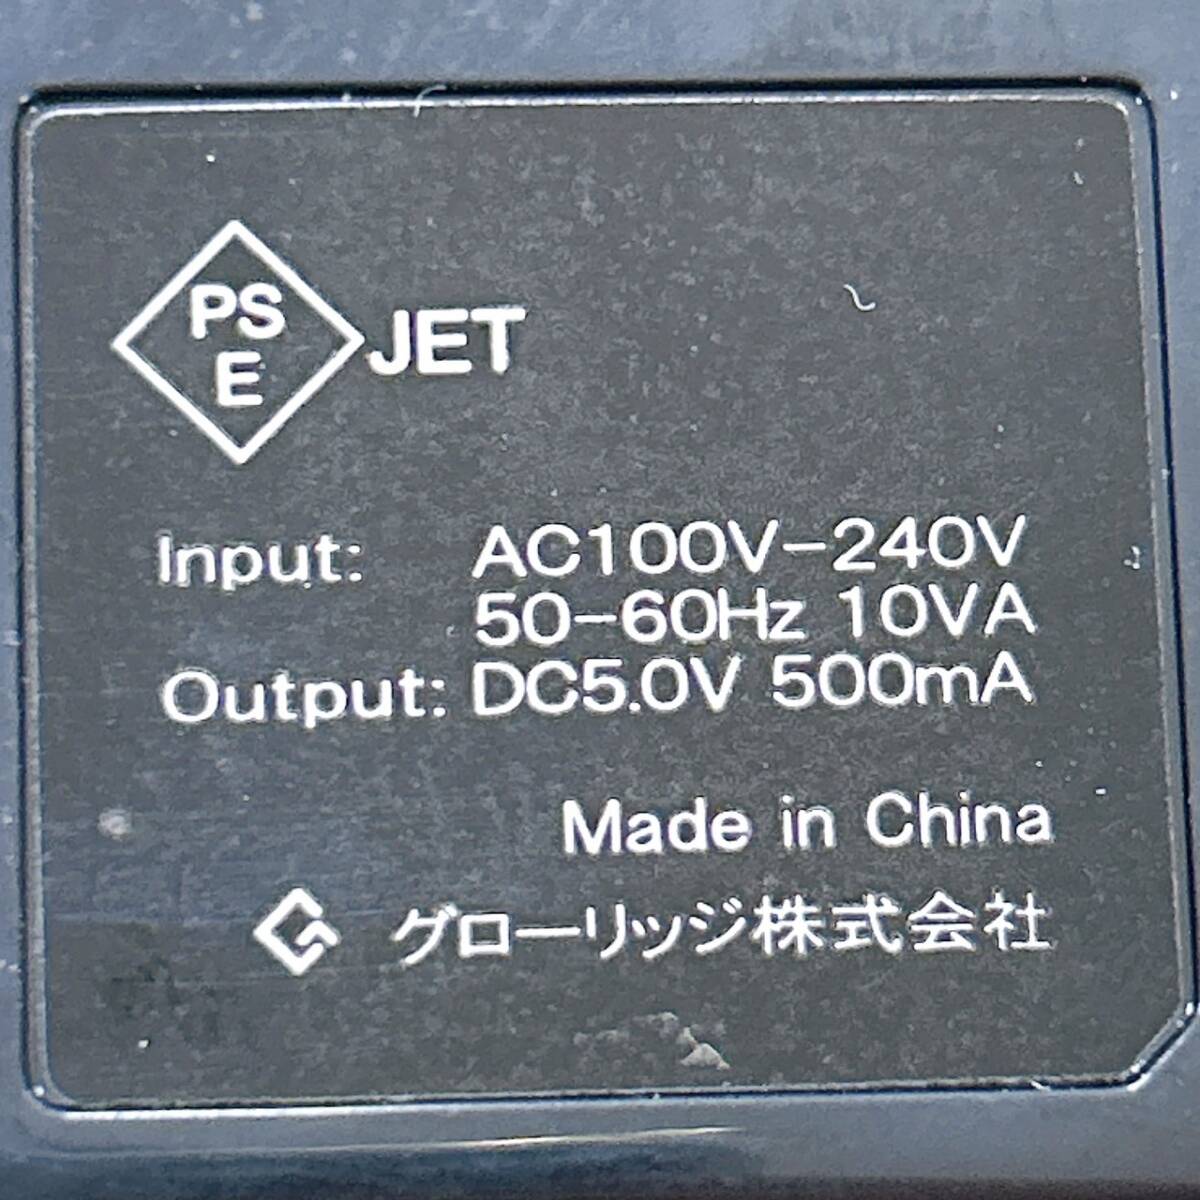 PS
E
JET
Input: AC100V-240V
50-60Hz 10VA
Output: DC5.0V 500mA
Made in China
グローリッジ株式会社